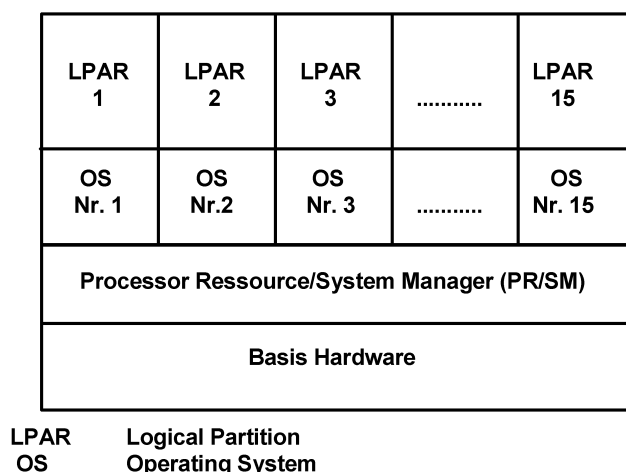 LPAR LPAR LPAR LPAR
1 2 3 ........... 15
OS OS OS OS
Nr. 1 Nr.2 Nr. 3 ........... Nr. 15
Processor Ressource/System Manager (PR/SM)
Basis Hardware
LPAR Logical Partition
OS Operating System